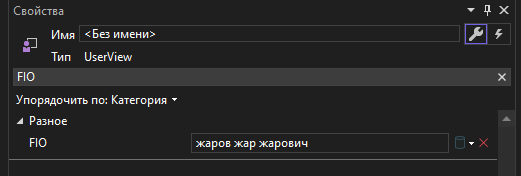 Свойства
Имя <Без имени>
Тип UserView
FIO
Упорядочить по: Категория
Разное
FIO жаров жар жарович